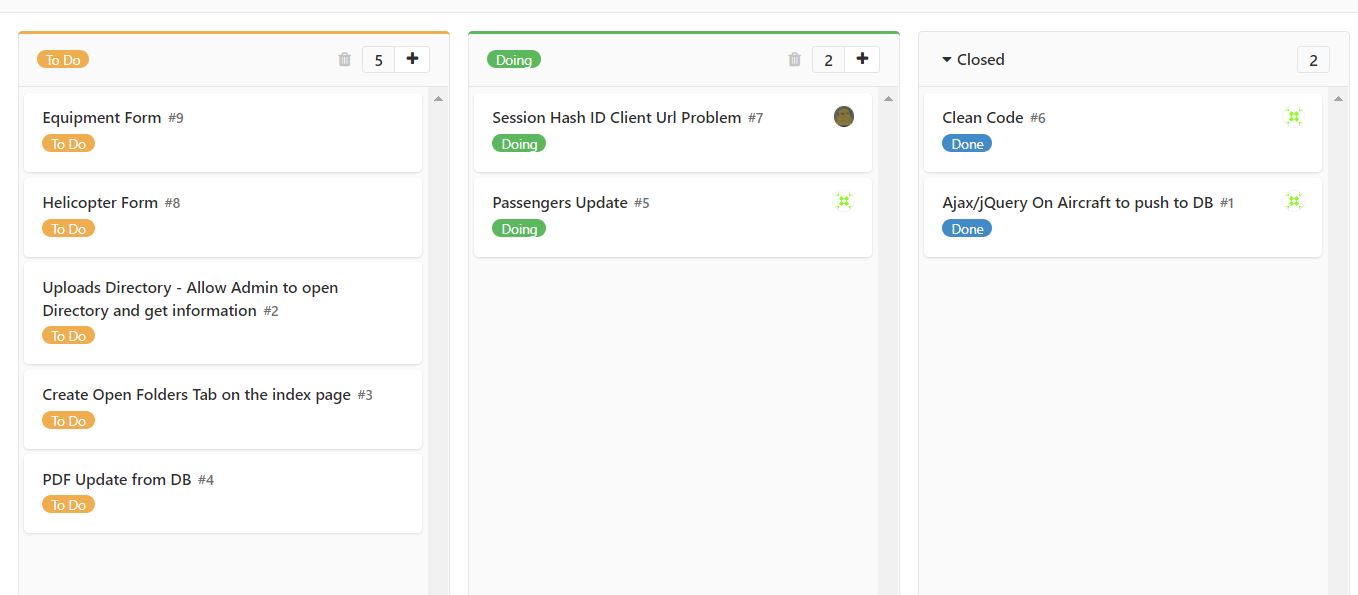 To Do
5
Equipment Form #9
To Do
Helicopter Form #8
To Do
Uploads Directory - Allow Admin to open
Directory and get information #2
To Do
Create Open Folders Tab on the index page #3
To Do
PDF Update from DB #4
To Do
Doing
2
Session Hash ID Client Url Problem #7
Doing
Passengers Update #5
Doing
Closed
2
Clean Code #6
Done
Ajax/jQuery On Aircraft to push to DB #1
Done